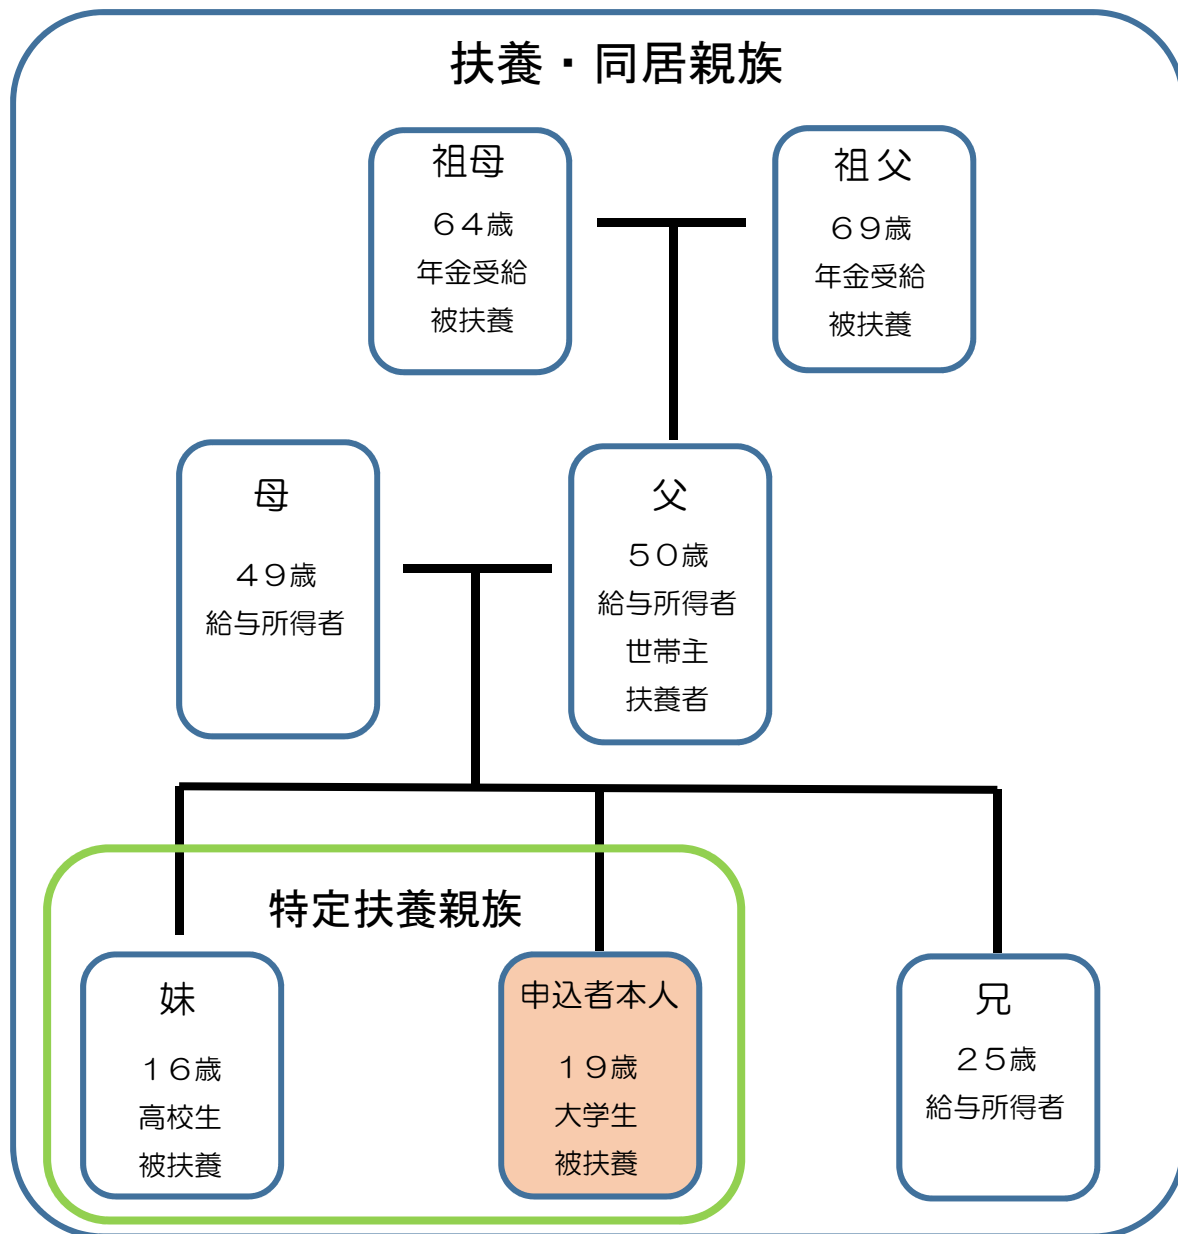 扶養・同居親族
祖母
６４歳
年金受給
被扶養
祖父
６９歳
年金受給
被扶養
母
４９歳
給与所得者
父
５０歳
給与所得者
世帯主
扶養者
特定扶養親族
妹
１６歳
高校生
被扶養
申込者本人
１９歳
大学生
被扶養
兄
２５歳
給与所得者